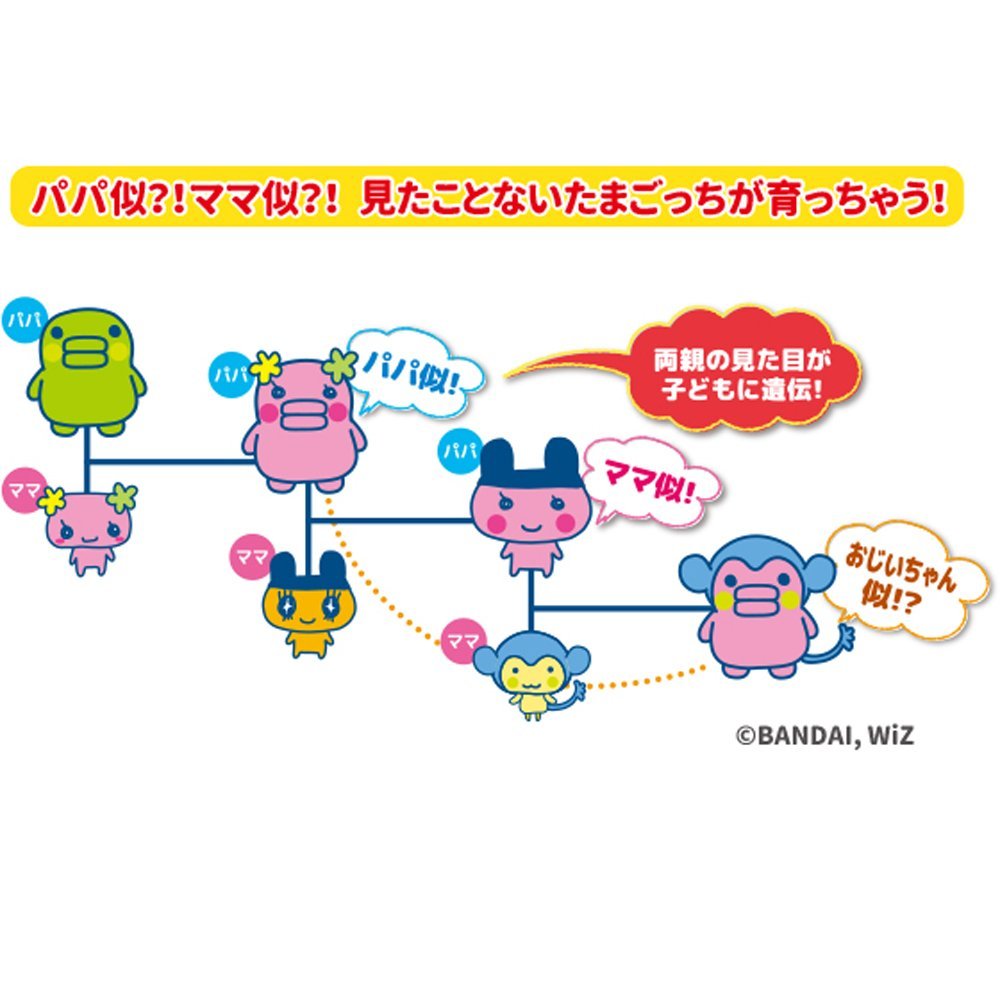 パパ似?!ママ似?! 見たことないたまごっちが育っちゃう!
パパ
パパ
パパ似!
両親の見た目が
子どもに遺伝!
パパ
ママ似!
ママ
ママ
おじいちゃん
似!?
ママ
©BANDAI, WiZ